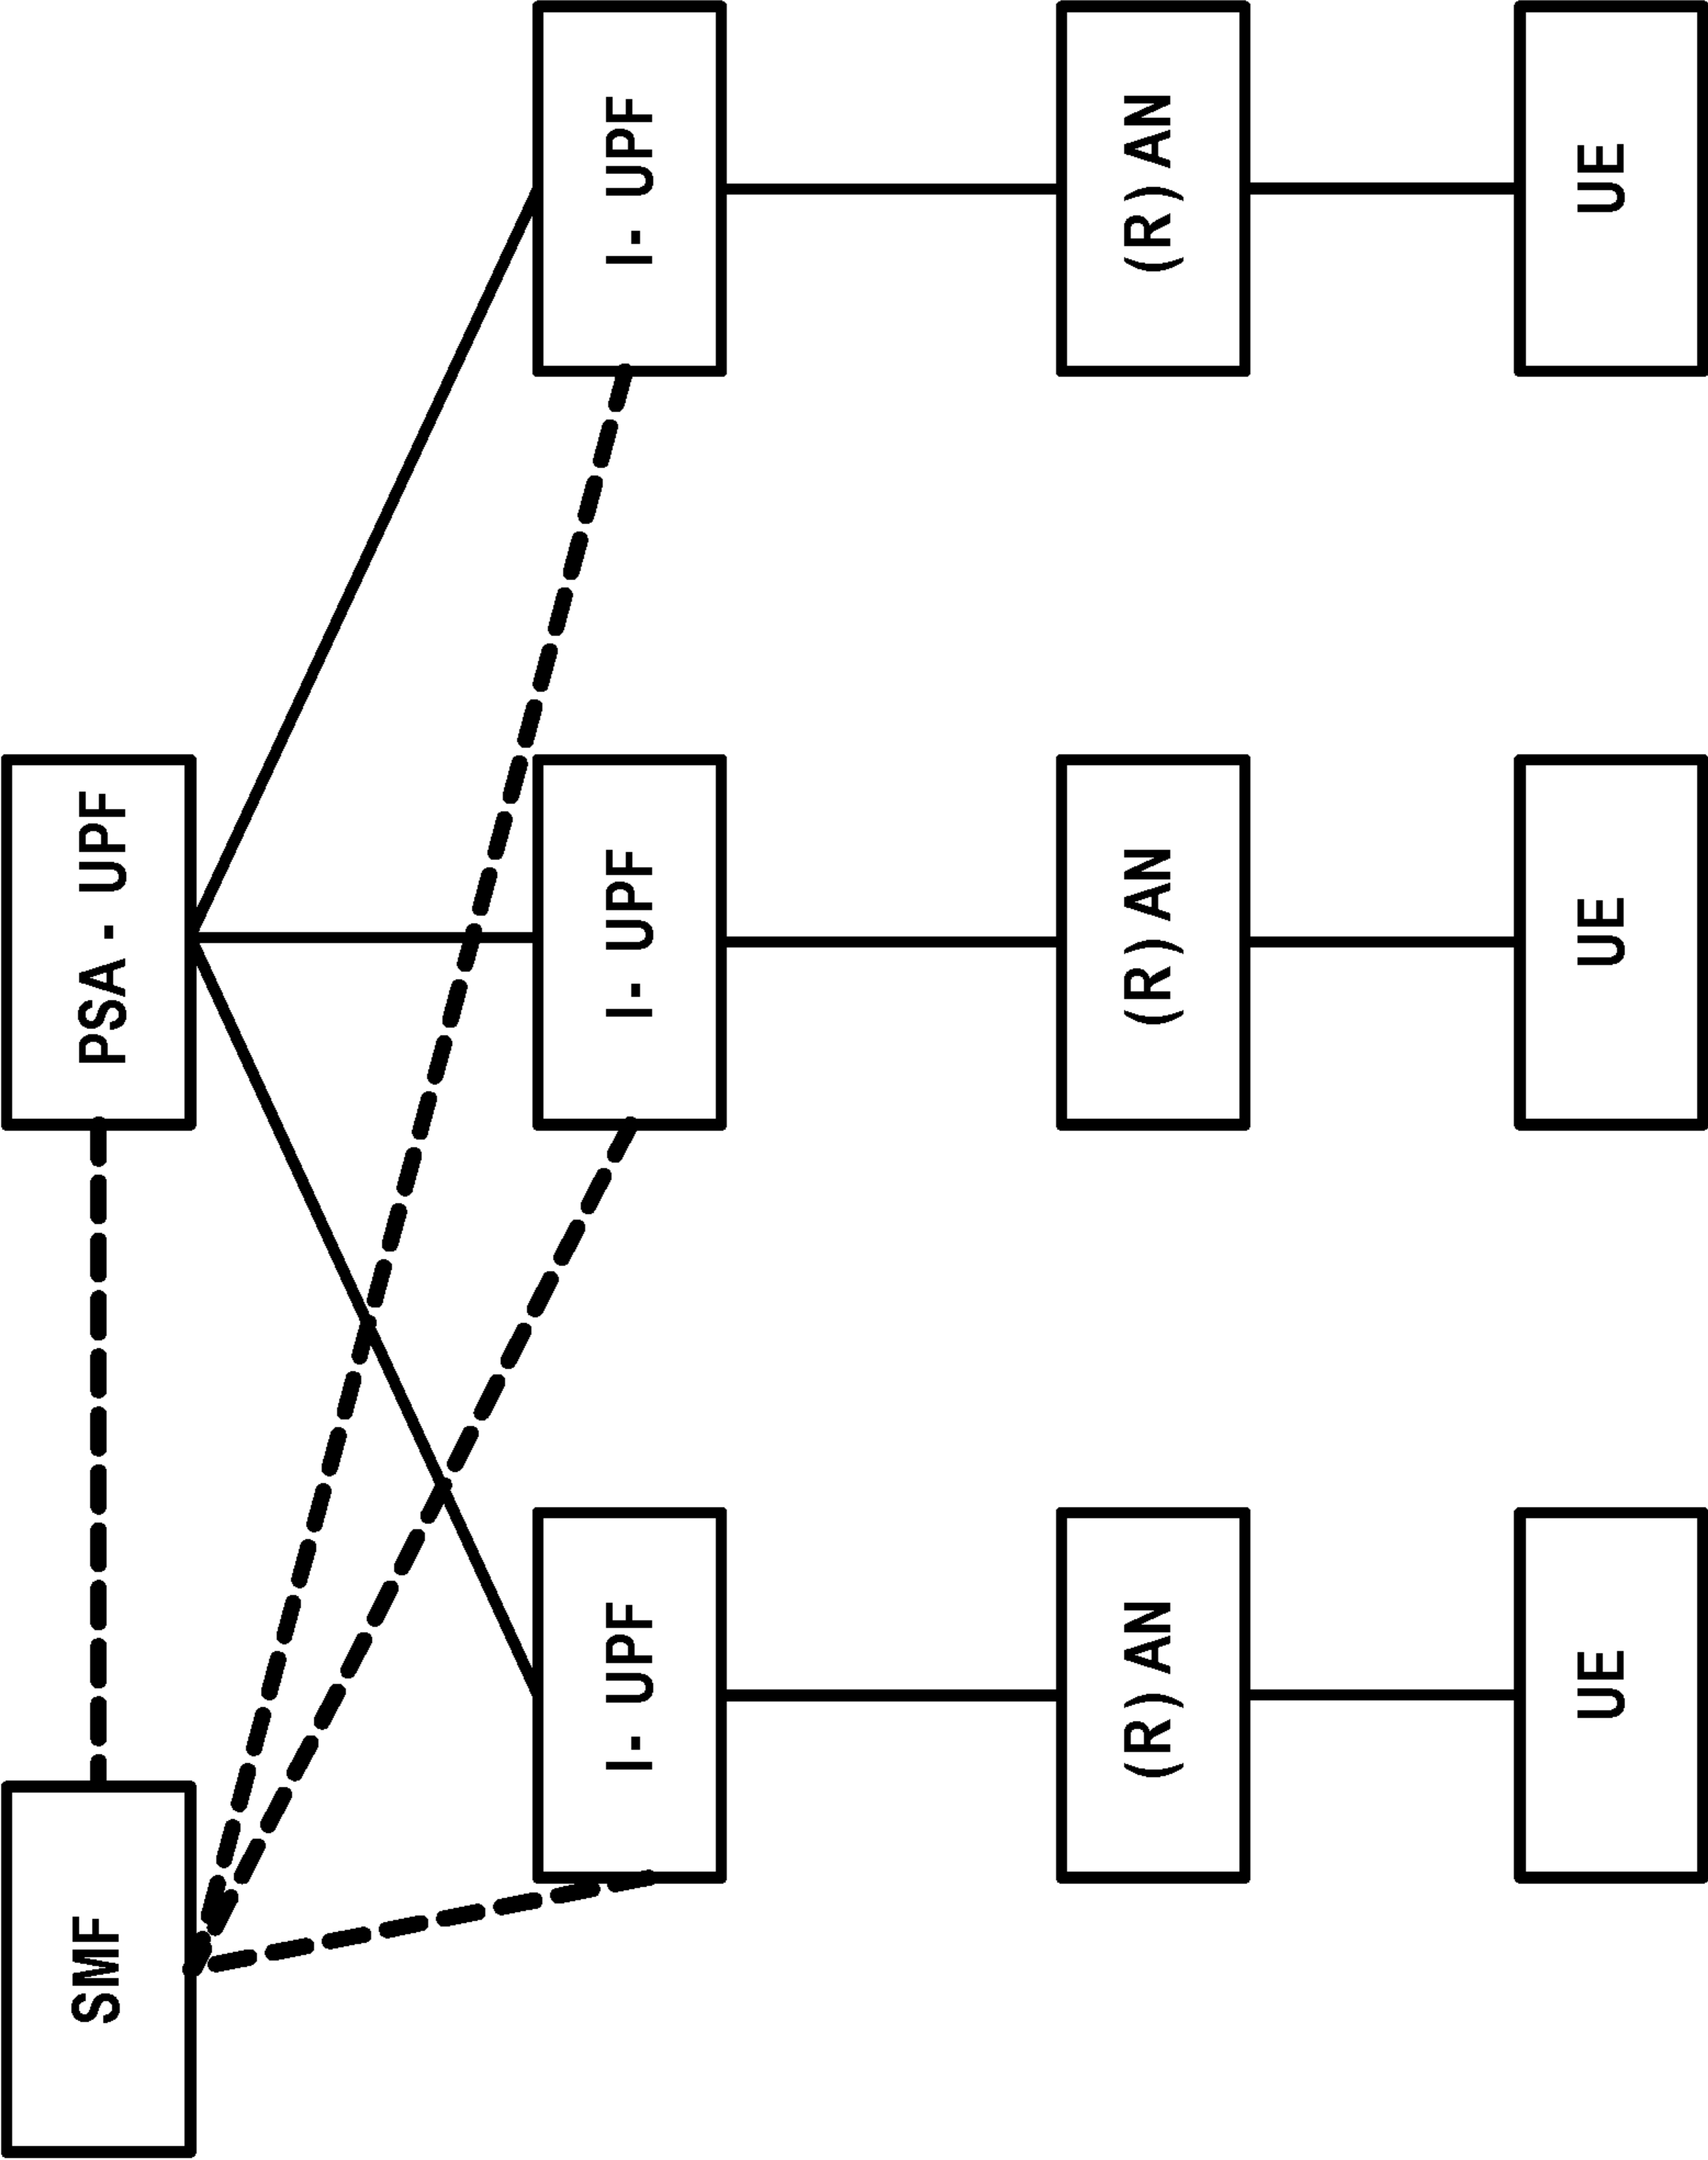 SMF
PSA - UPF
I- UPF
I- UPF
I- UPF
(R) AN
(R) AN
(R) AN
UE
UE
UE